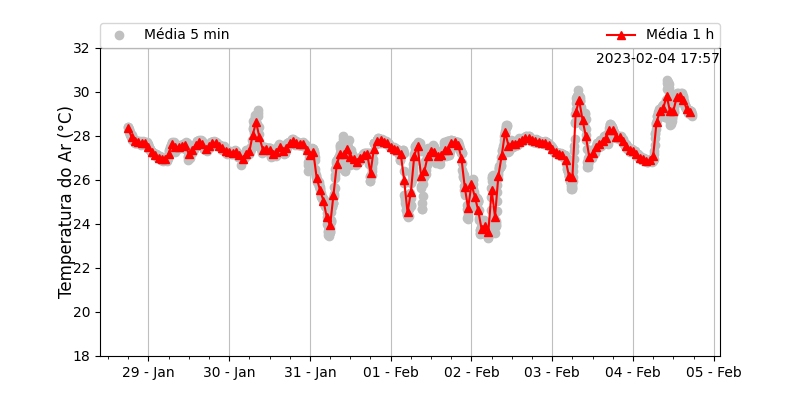 Média 5 min
Média 1 h
2023-02-04 17:57
Temperatura do Ar (°C)
32
30
28
26
24
22
20
18
29 - Jan
30 - Jan
31 - Jan
01 - Feb
02 - Feb
03 - Feb
04 - Feb
05 - Feb